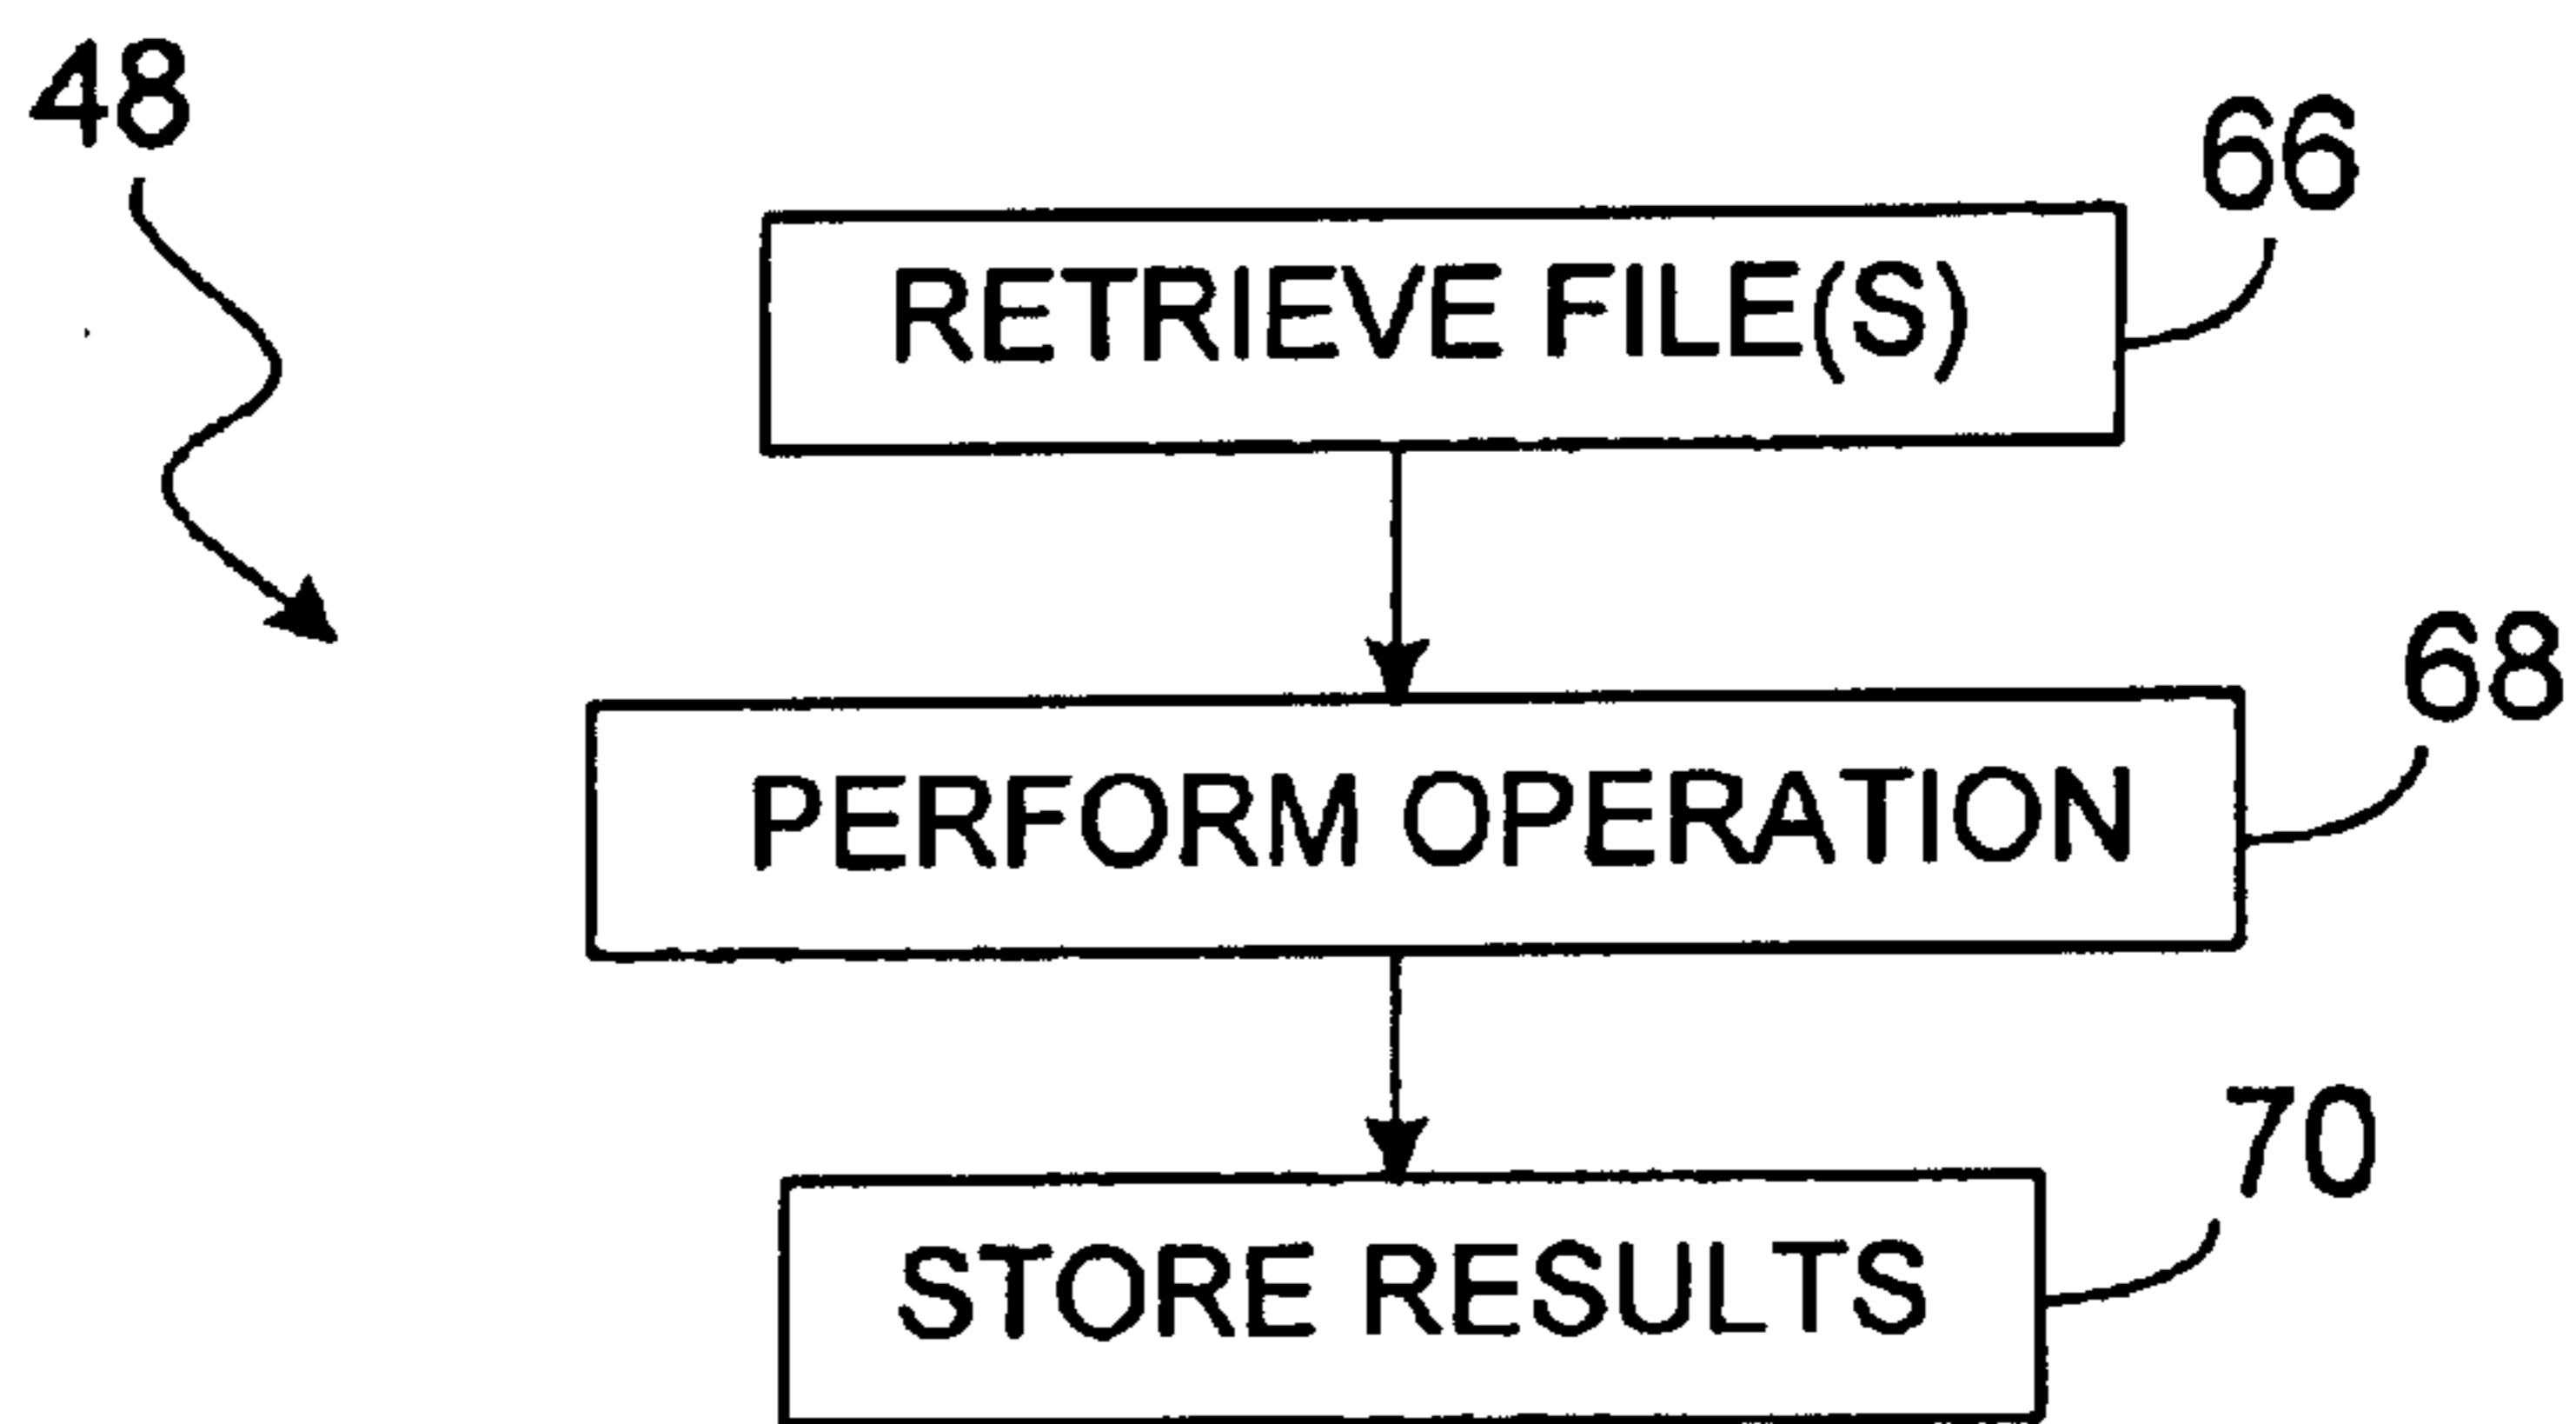 48
66
RETRIEVE FILE(S)
68
PERFORM OPERATION
70
STORE RESULTS